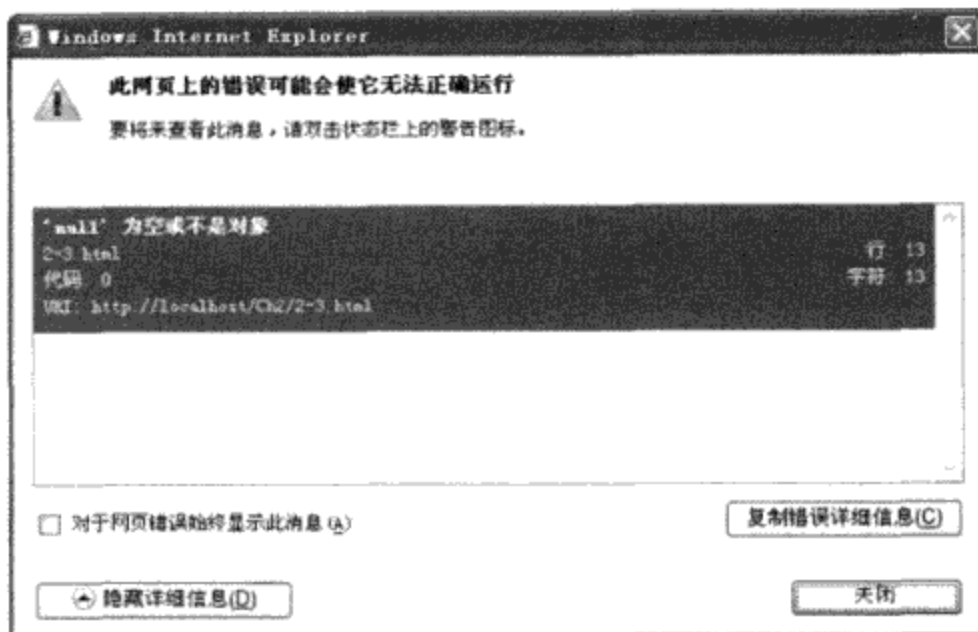 Windows Internet Explorer
此网页上的错误可能会使它无法正确运行
要将来查看此消息，请双击状态栏上的警告图标。
'null' 为空或不是对象
2-3.html
行 13
代码 0
字符 13
URI: http://localhost/Ch2/2-3.html
对于网页错误始终显示此消息(A)
复制错误详细信息(C)
隐藏详细信息(D)
关闭